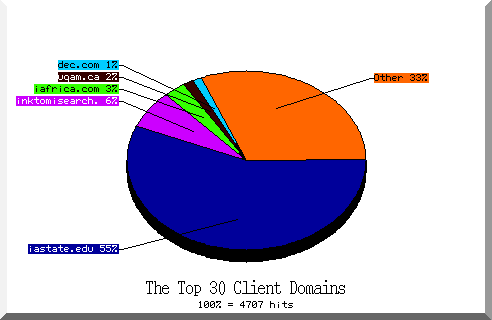 dec.com 1%
uqam.ca 2%
iafrica.com 3%
inktomisearch. 6%
Other 33%
iastate.edu 55%
The Top 30 Client Domains
100% = 4707 hits